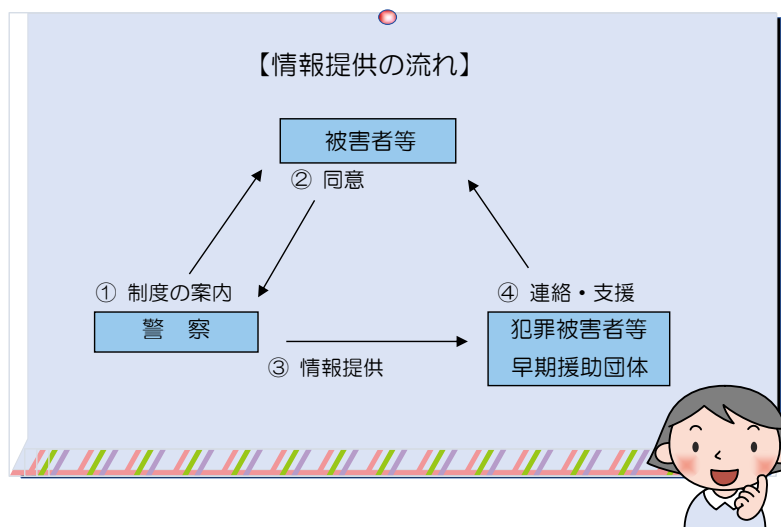 【情報提供の流れ】
被害者等
② 同意
① 制度の案内
警　察
③ 情報提供
④ 連絡・支援
犯罪被害者等
早期援助団体